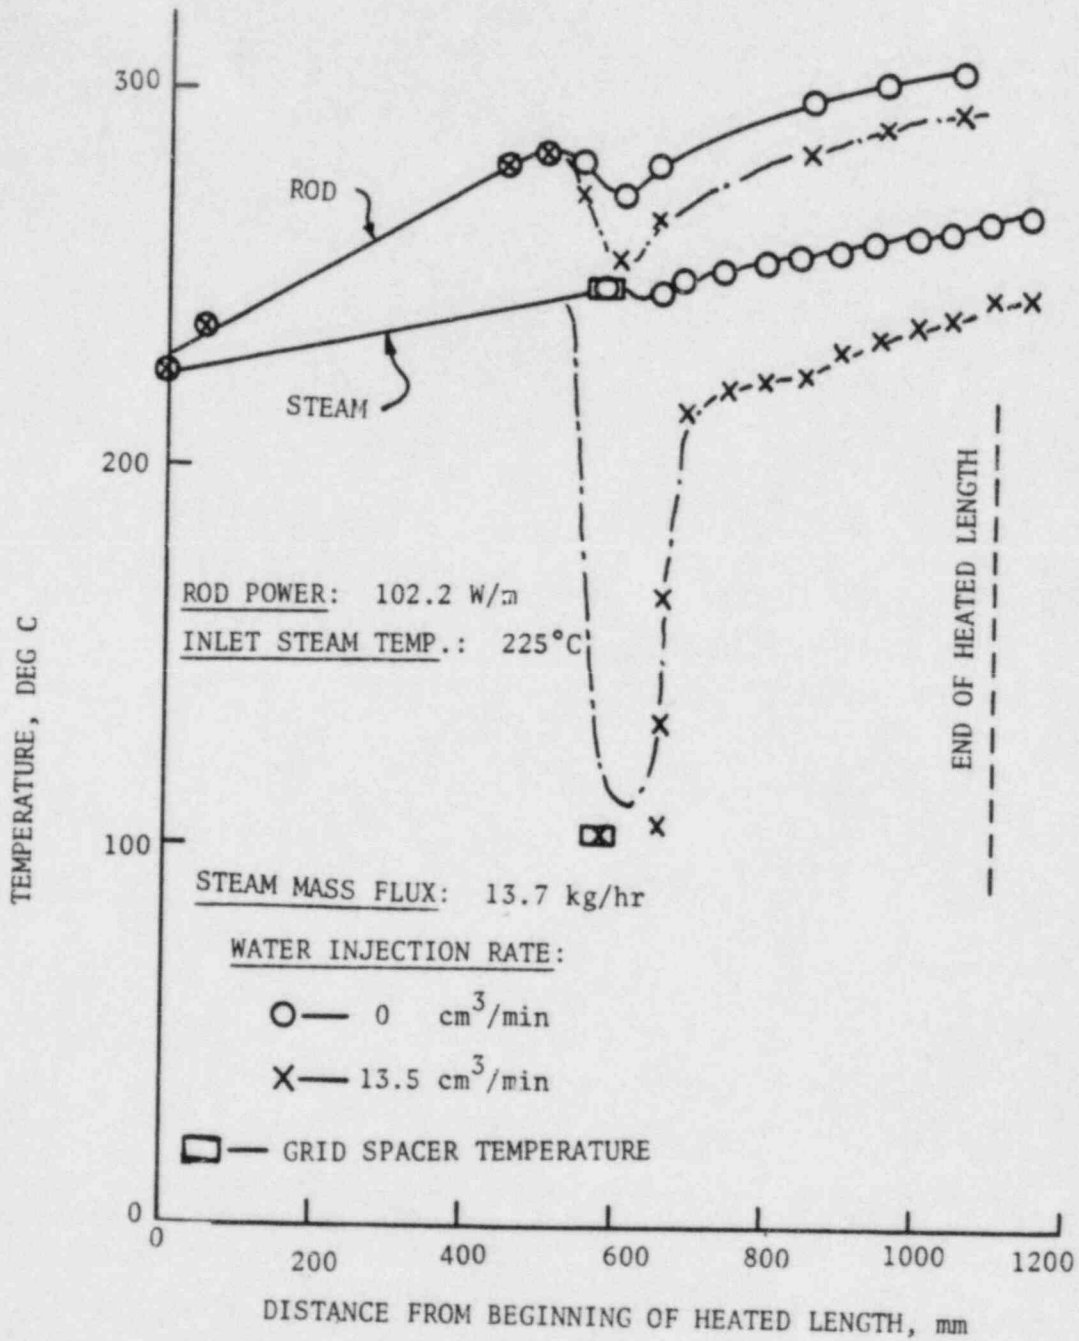 300
ROD
STEAM
200
ROD POWER: 102.2 W/m
INLET STEAM TEMP.: 225°C
END OF HEATED LENGTH
TEMPERATURE, DEG C
100
STEAM MASS FLUX: 13.7 kg/hr
WATER INJECTION RATE:
O— 0 cm³/min
X— 13.5 cm³/min
— GRID SPACER TEMPERATURE
0
0 200 400 600 800 1000 1200
DISTANCE FROM BEGINNING OF HEATED LENGTH, mm